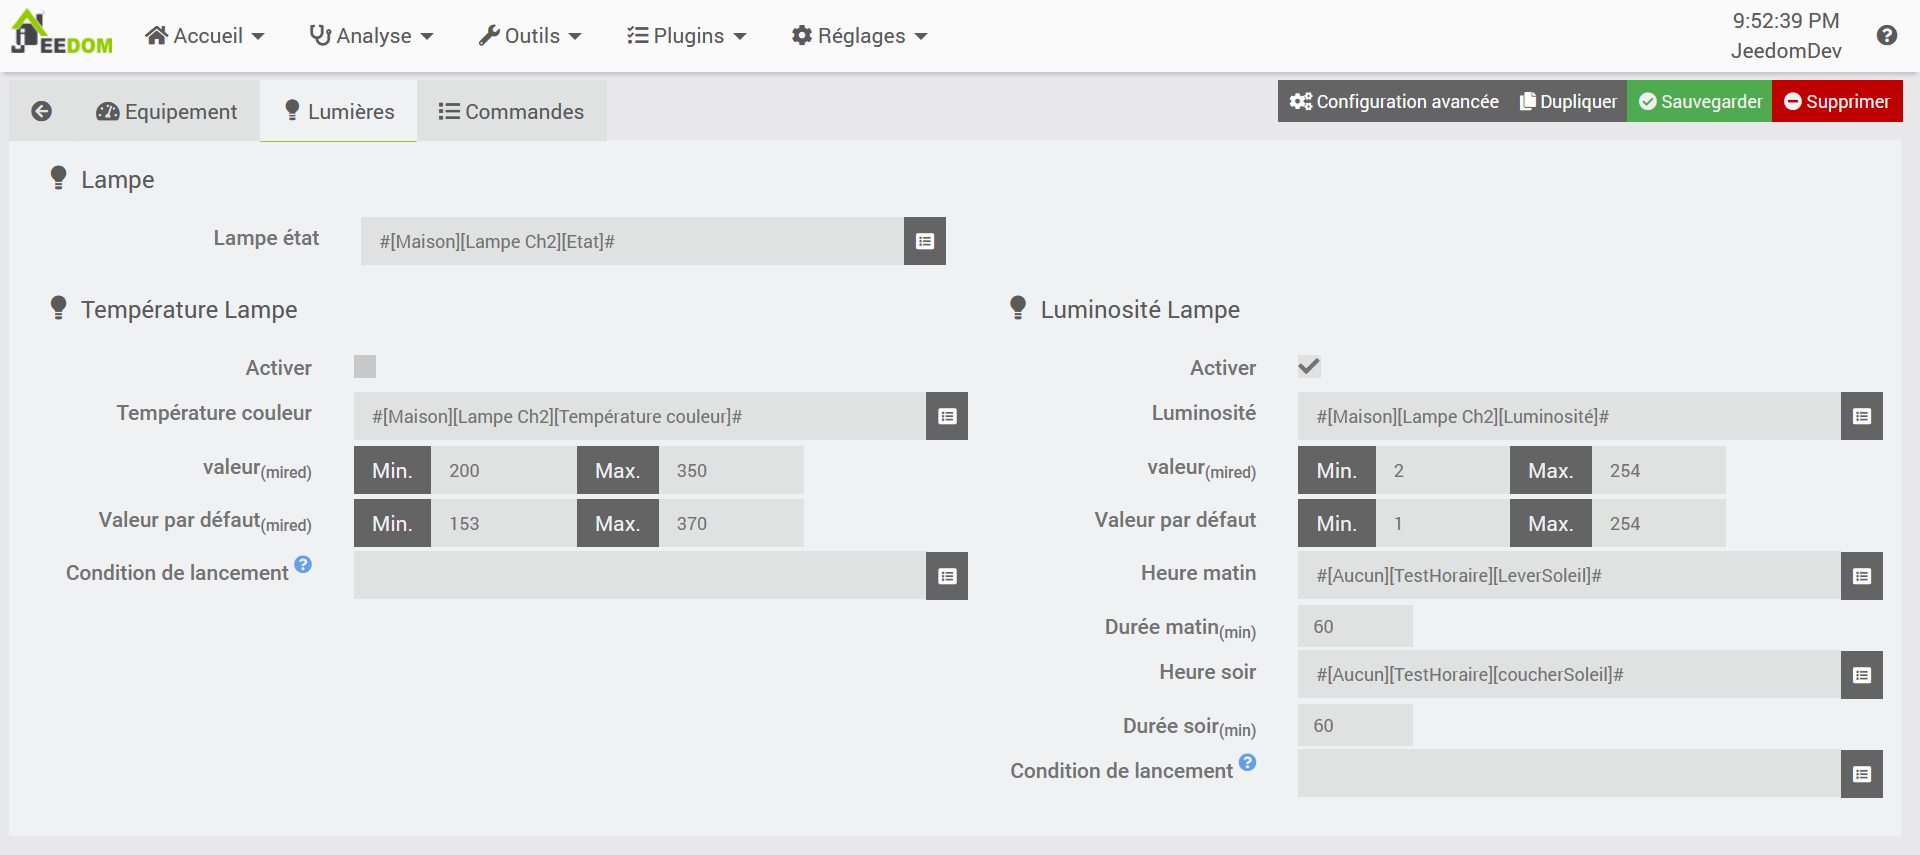 JEEDOM Accueil Analyse Outils Plugins Réglages 9:52:39 PM
JeedomDev
Equipement Lumières Commandes Configuration avancée Dupliquer Sauvegarder Supprimer
Lampe
Lampe état #[Maison][Lampe Ch2][Etat]#
Température Lampe
Activer
Température couleur #[Maison][Lampe Ch2][Température couleur]#
valeur(mired) Min. 200 Max. 350
Valeur par défaut(mired) Min. 153 Max. 370
Condition de lancement ?
Luminosité Lampe
Activer
Luminosité #[Maison][Lampe Ch2][Luminosité]#
valeur(mired) Min. 2 Max. 254
Valeur par défaut Min. 1 Max. 254
Heure matin #[Aucun][TestHoraire][LeverSoleil]#
Durée matin(min) 60
Heure soir #[Aucun][TestHoraire][coucherSoleil]#
Durée soir(min) 60
Condition de lancement ?